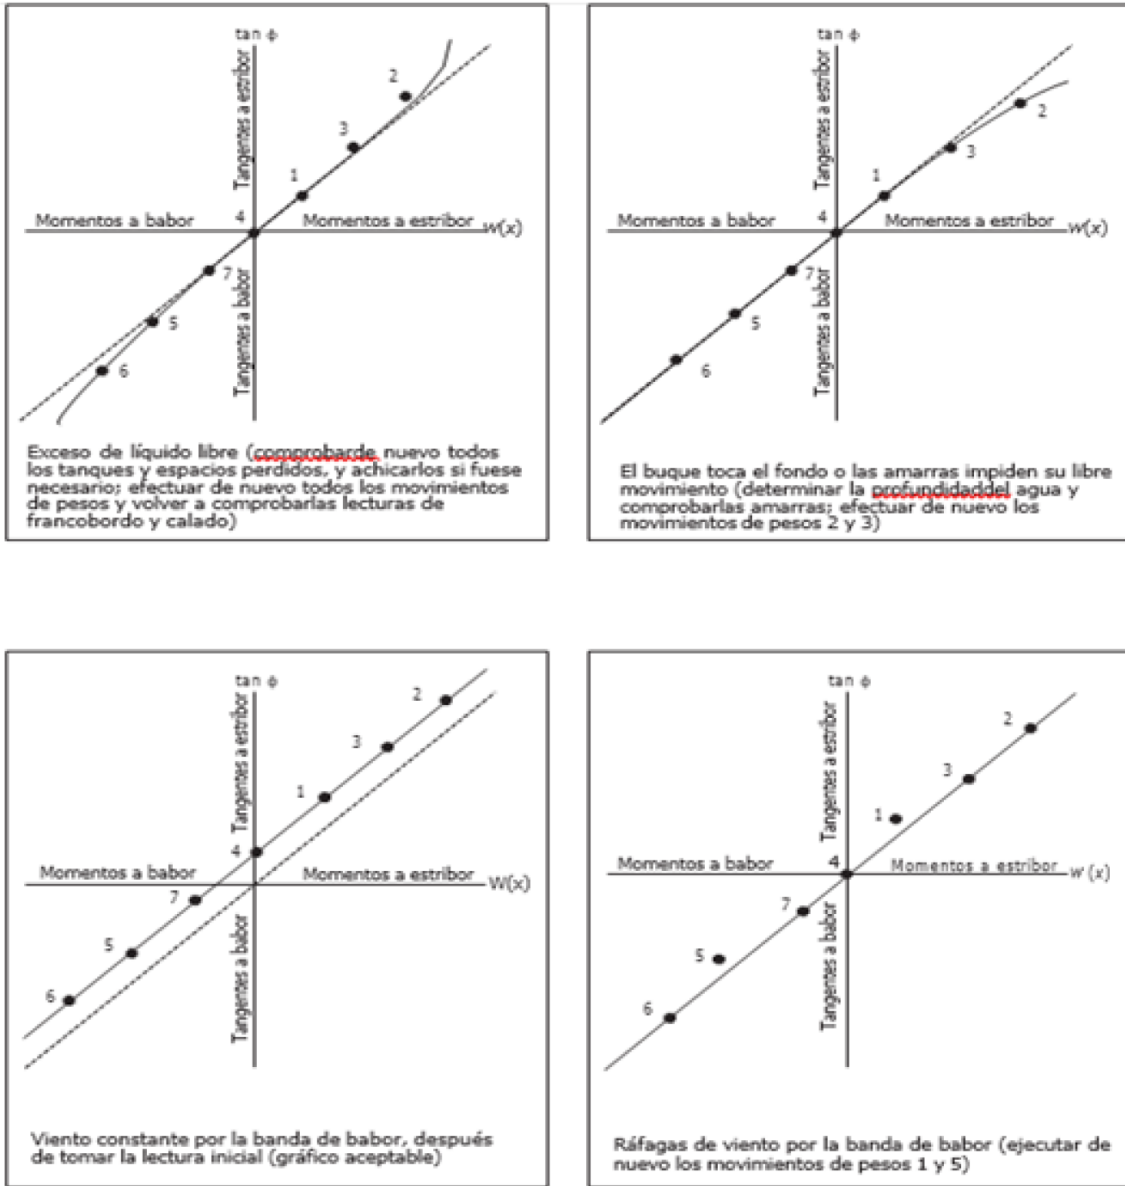 tan ϕ
Tangentes a estribor
2
3
1
4
Momentos a babor
Momentos a estribor
w(x)
7
Tangentes a babor
5
6
Exceso de líquido libre (comprobarde nuevo todos
los tanques y espacios perdidos, y achicarlos si fuese
necesario; efectuar de nuevo todos los movimientos
de pesos y volver a comprobarlas lecturas de
francobordo y calado)
tan ϕ
Tangentes a estribor
2
3
1
4
Momentos a babor
Momentos a estribor
w(x)
7
Tangentes a babor
5
6
El buque toca el fondo o las amarras impiden su libre
movimiento (determinar la profundidaddel agua y
comprobarlas amarras; efectuar de nuevo los
movimientos de pesos 2 y 3)
tan ϕ
Tangentes a estribor
2
3
1
4
Momentos a babor
Momentos a estribor
W(x)
7
Tangentes a babor
5
6
Viento constante por la banda de babor, después
de tomar la lectura inicial (gráfico aceptable)
tan ϕ
Tangentes a estribor
2
3
1
4
Momentos a babor
Momentos a estribor
w (x)
7
Tangentes a babor
5
6
Ráfagas de viento por la banda de babor (ejecutar de
nuevo los movimientos de pesos 1 y 5)